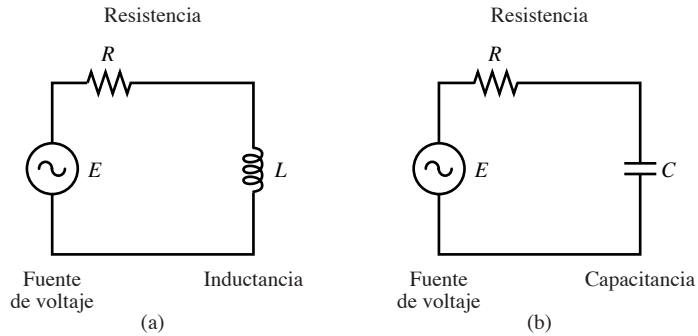 Resistencia
R
E
L
Fuente
de voltaje
Inductancia
(a)
Resistencia
R
E
C
Fuente
de voltaje
Capacitancia
(b)